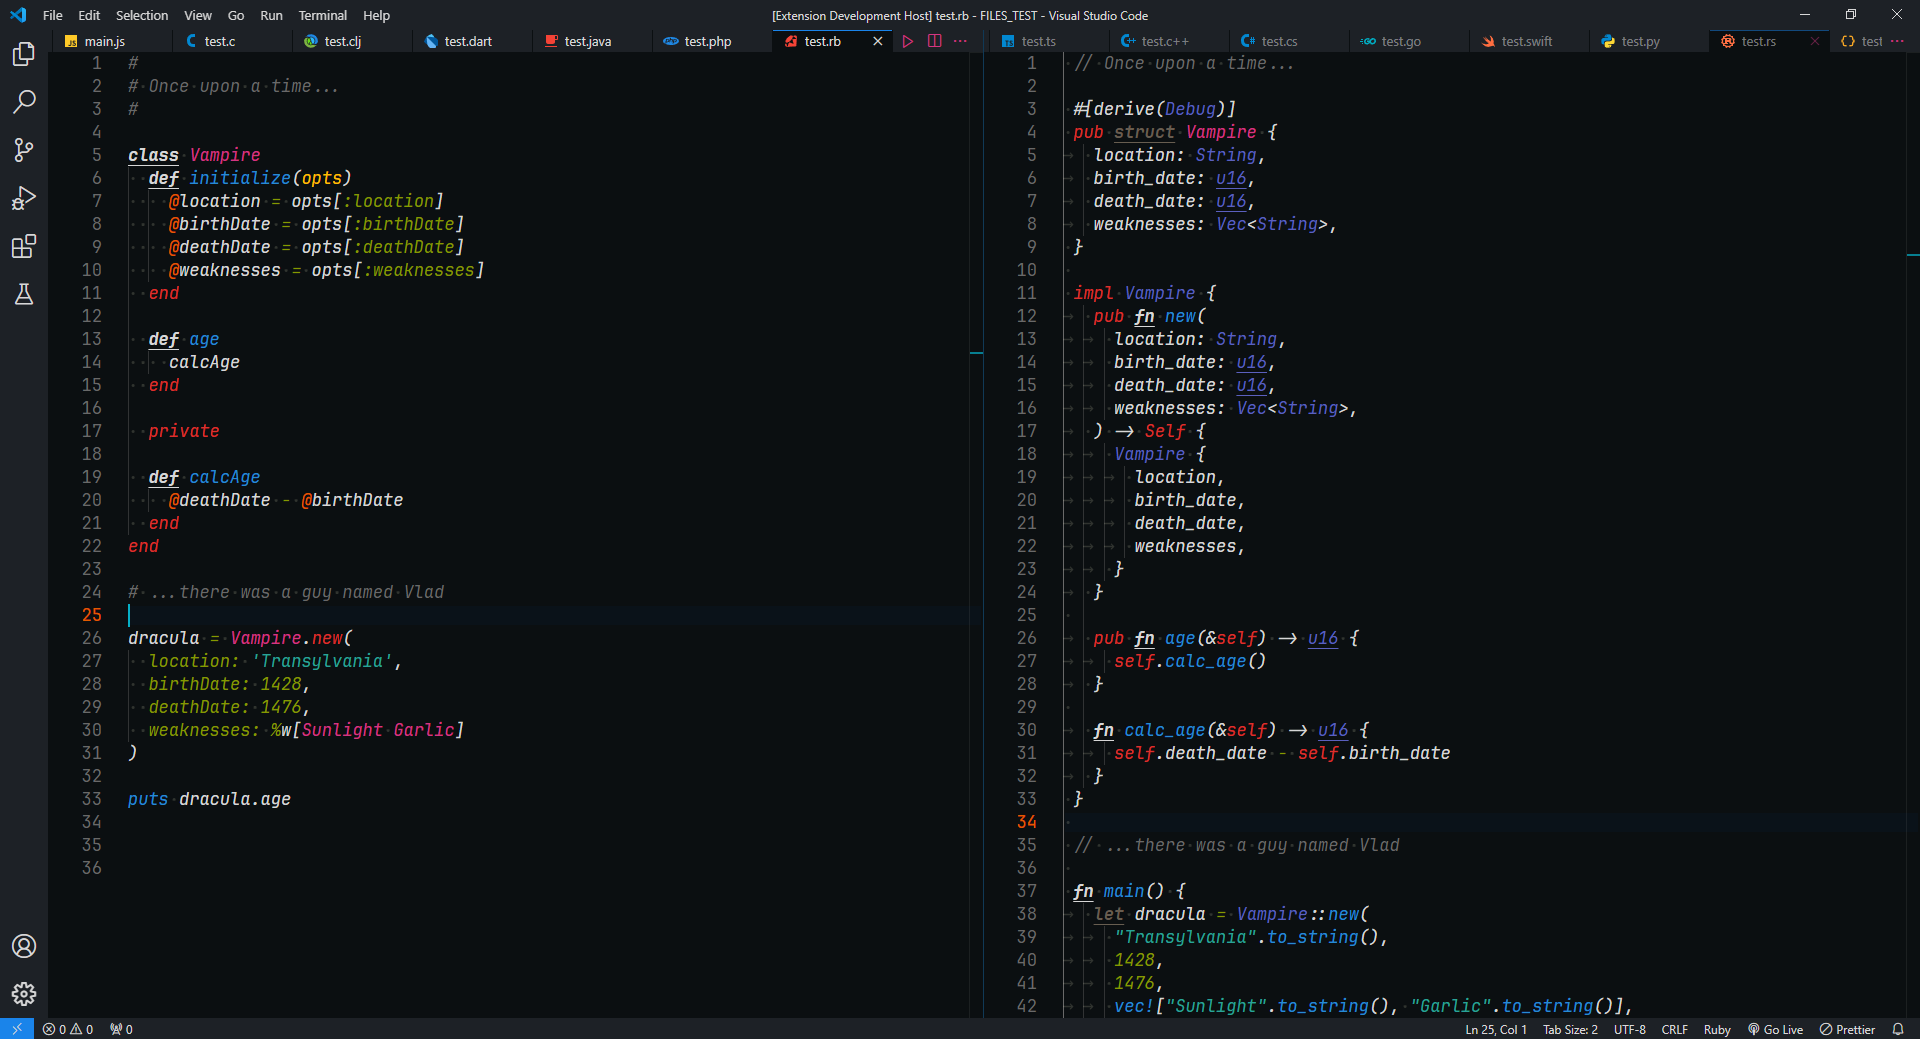 File Edit Selection View Go Run Terminal Help
[Extension Development Host] test.rb - FILES_TEST - Visual Studio Code
main.js test.c test.clj test.dart test.java test.php test.rb
1 #
2 # Once upon a time...
3 #
4
5 class Vampire
6 def initialize(opts)
7 @location = opts[:location]
8 @birthDate = opts[:birthDate]
9 @deathDate = opts[:deathDate]
10 @weaknesses = opts[:weaknesses]
11 end
12
13 def age
14 calcAge
15 end
16
17 private
18
19 def calcAge
20 @deathDate - @birthDate
21 end
22 end
23
24 # ...there was a guy named Vlad
25
26 dracula = Vampire.new(
27 location: 'Transylvania',
28 birthDate: 1428,
29 deathDate: 1476,
30 weaknesses: %w[Sunlight Garlic]
31 )
32
33 puts dracula.age
34
35
36
test.ts test.c++ test.cs test.go test.swift test.py test.rs test
1 // Once upon a time...
2
3 #[derive(Debug)]
4 pub struct Vampire {
5 location: String,
6 birth_date: u16,
7 death_date: u16,
8 weaknesses: Vec<String>,
9 }
10
11 impl Vampire {
12 pub fn new(
13 location: String,
14 birth_date: u16,
15 death_date: u16,
16 weaknesses: Vec<String>,
17 ) -> Self {
18 Vampire {
19 location,
20 birth_date,
21 death_date,
22 weaknesses,
23 }
24 }
25
26 pub fn age(&self) -> u16 {
27 self.calc_age()
28 }
29
30 fn calc_age(&self) -> u16 {
31 self.death_date - self.birth_date
32 }
33 }
34
35 // ...there was a guy named Vlad
36
37 fn main() {
38 let dracula = Vampire::new(
39 "Transylvania".to_string(),
40 1428,
41 1476,
42 vec!["Sunlight".to_string(), "Garlic".to_string()],
0 0 0
Ln 25, Col 1 Tab Size: 2 UTF-8 CRLF Ruby Go Live Prettier